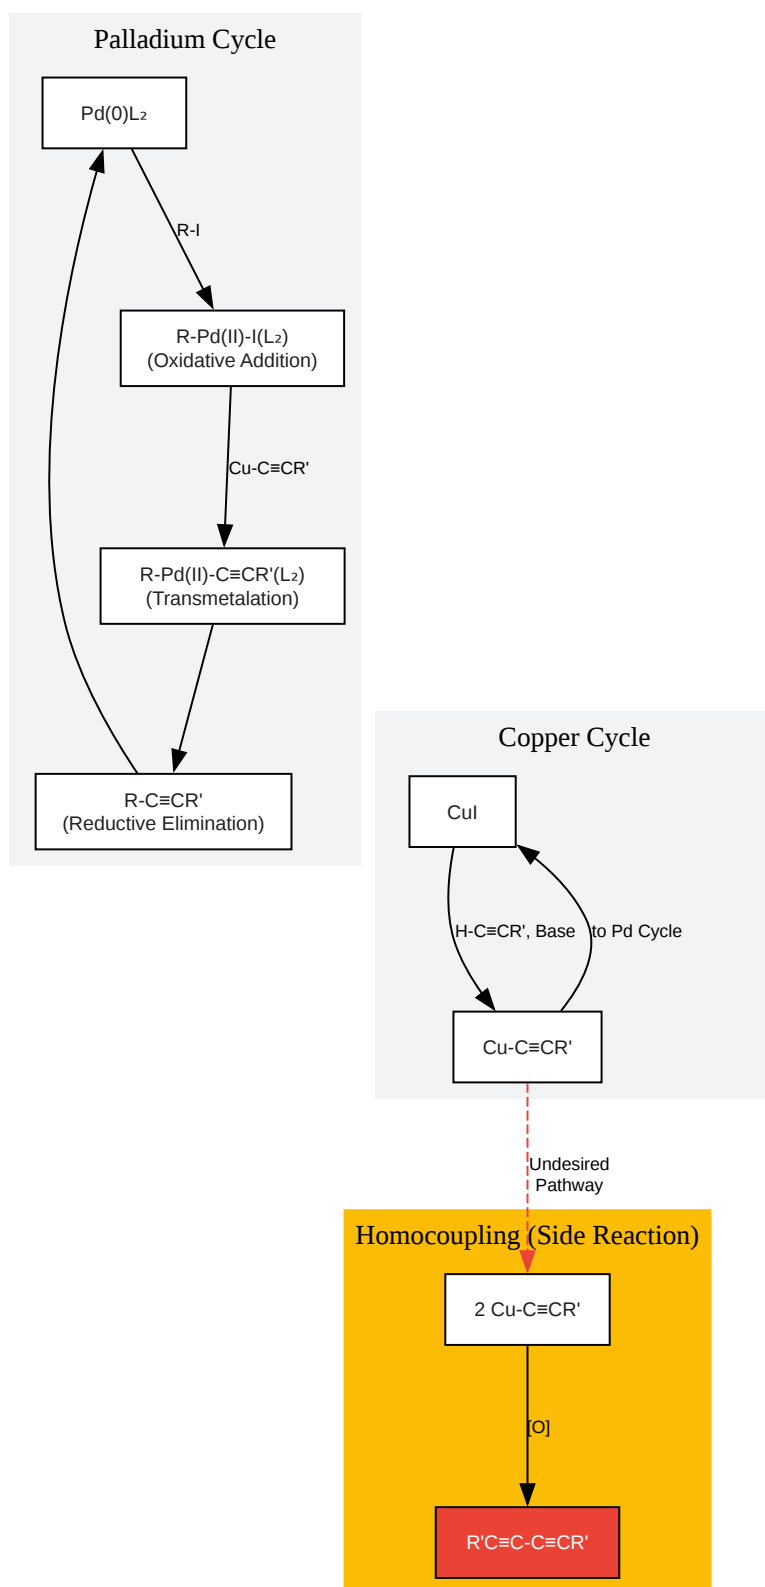 Palladium Cycle
Pd(0)L₂
R-I
R-Pd(II)-I(L₂)
(Oxidative Addition)
Cu-C≡CR'
R-Pd(II)-C≡CR'(L₂)
(Transmetalation)
R-C≡CR'
(Reductive Elimination)
Copper Cycle
CuI
H-C≡CR', Base
to Pd Cycle
Cu-C≡CR'
Undesired
Pathway
Homocoupling (Side Reaction)
2 Cu-C≡CR'
[O]
R'C≡C-C≡CR'